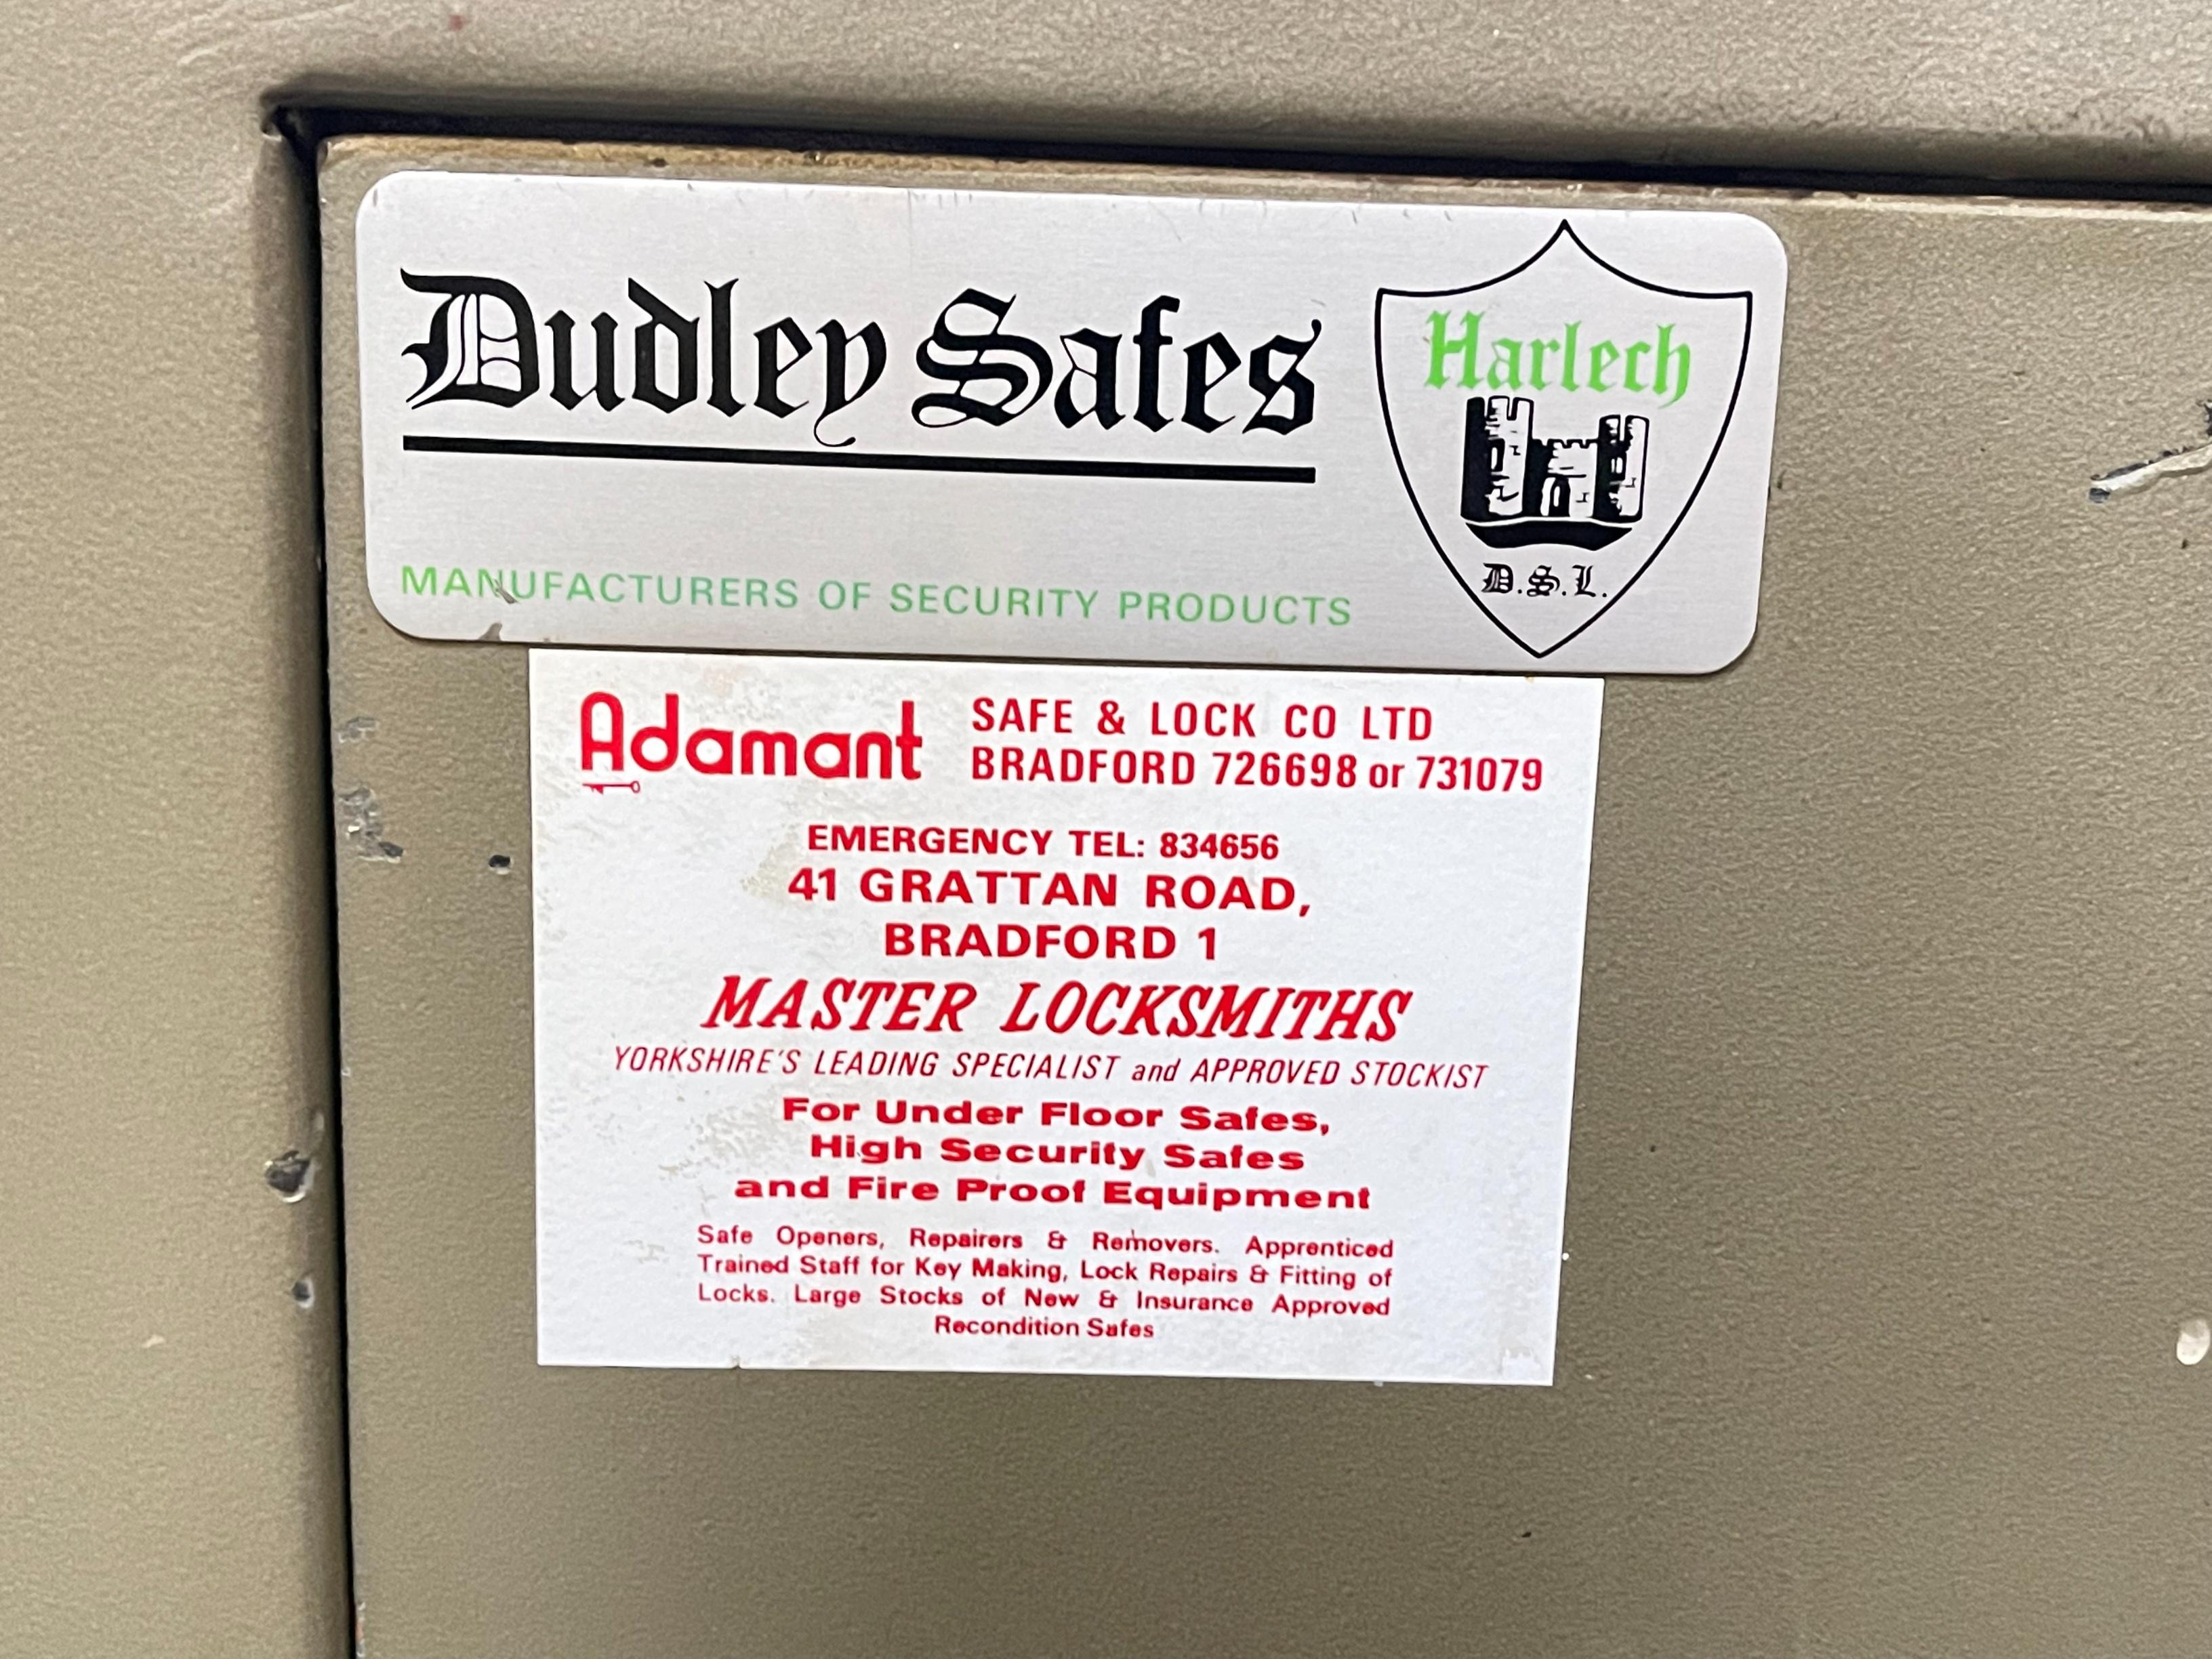 Dudley Safes
MANUFACTURERS OF SECURITY PRODUCTS
Harlech
D.S.L.
Adamant
SAFE & LOCK CO LTD
BRADFORD 726698 or 731079
EMERGENCY TEL: 834656
41 GRATTAN ROAD,
BRADFORD 1
MASTER LOCKSMITHS
YORKSHIRE'S LEADING SPECIALIST and APPROVED STOCKIST
For Under Floor Safes,
High Security Safes
and Fire Proof Equipment
Safe Openers, Repairers & Removers. Apprenticed
Trained Staff for Key Making, Lock Repairs & Fitting of
Locks. Large Stocks of New & Insurance Approved
Recondition Safes